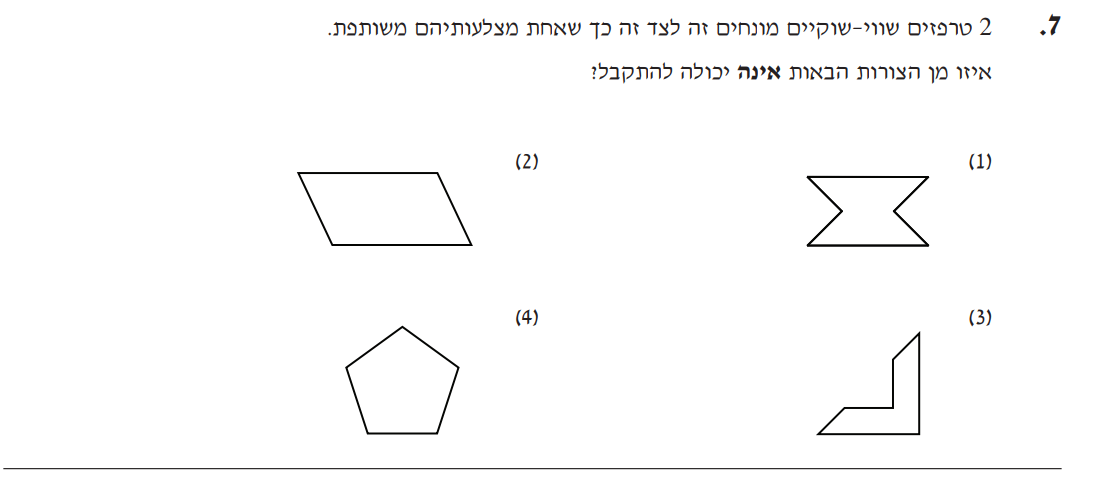 7. 2 טרפזים שווי-שוקיים מונחים זה לצד זה כך שאחת מצלעותיהם משותפת.
איזו מן הצורות הבאות אינה יכולה להתקבל?
(1) (2)
(3) (4)